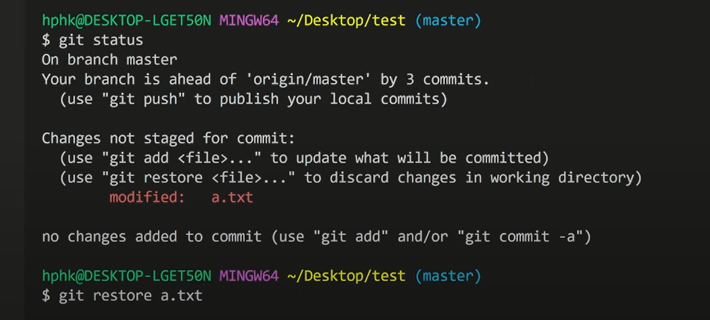 hphk@DESKTOP-LGET50N MINGW64 ~/Desktop/test (master)
$ git status
On branch master
Your branch is ahead of 'origin/master' by 3 commits.
  (use "git push" to publish your local commits)

Changes not staged for commit:
  (use "git add <file>..." to update what will be committed)
  (use "git restore <file>..." to discard changes in working directory)
        modified:   a.txt

no changes added to commit (use "git add" and/or "git commit -a")

hphk@DESKTOP-LGET50N MINGW64 ~/Desktop/test (master)
$ git restore a.txt